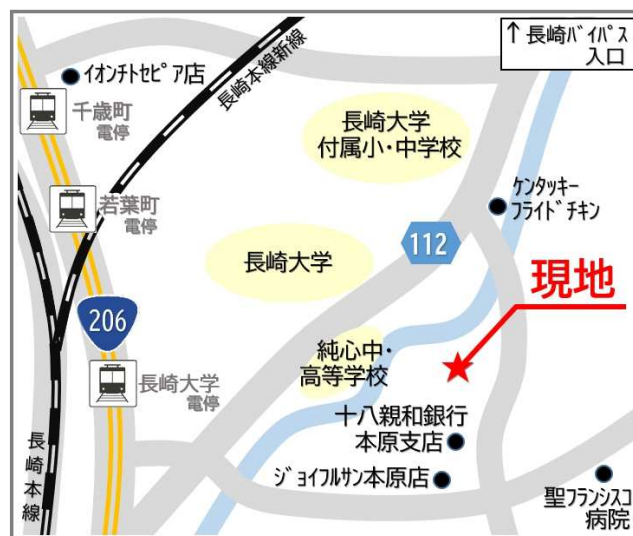 ↑長崎ﾊﾞｲﾊﾟｽ
入口
イオンチトセピア店
長崎本線新線
千歳町
電停
長崎大学
付属小・中学校
ケンタッキー
フライドチキン
若葉町
電停
112
長崎大学
現地
206
純心中・
高等学校
長崎大学
電停
十八親和銀行
本原支店
ジョイフルサン本原店
長崎本線
聖フランシスコ
病院